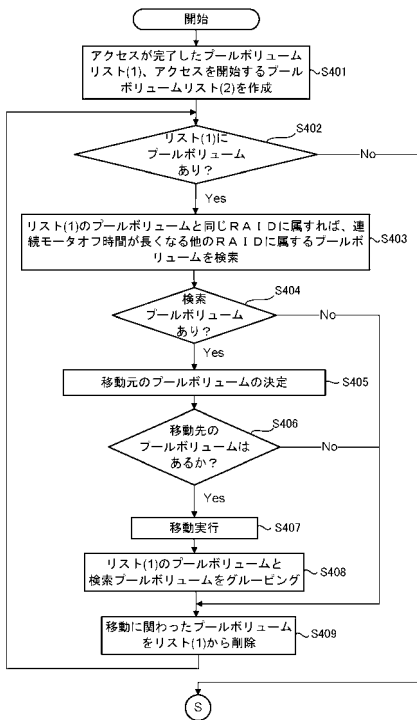 開始
アクセスが完了したプールボリューム
リスト(1)、アクセスを開始するプール
ボリュームリスト(2)を作成
S401
リスト(1)に
プールボリューム
あり?
S402
No
Yes
リスト(1)のプールボリュームと同じRAIDに属すれば、連
続モータオフ時間が長くなる他のRAIDに属するプールボ
リュームを検索
S403
検索
プールボリューム
あり?
S404
No
Yes
移動元のプールボリュームの決定
S405
移動先の
プールボリュームは
あるか?
S406
No
Yes
移動実行
S407
リスト(1)のプールボリュームと
検索プールボリュームをグルーピング
S408
移動に関わったプールボリューム
をリスト(1)から削除
S409
S